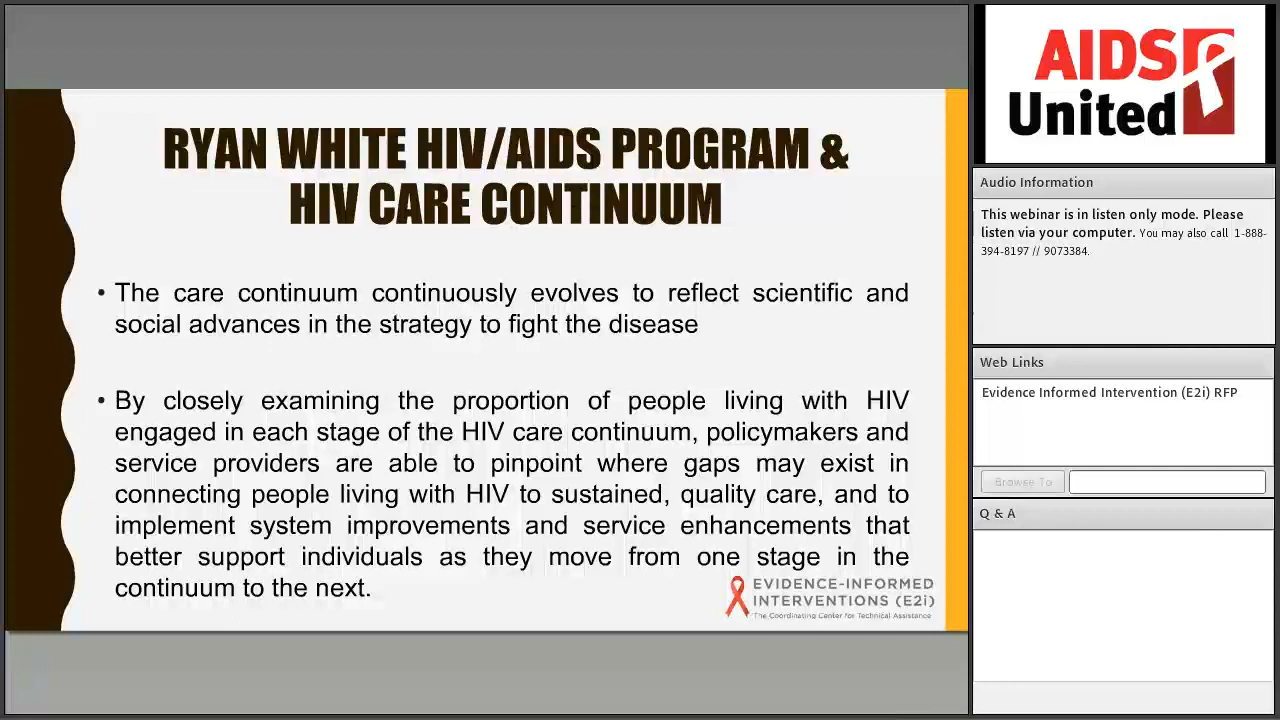 RYAN WHITE HIV/AIDS PROGRAM &
HIV CARE CONTINUUM
• The care continuum continuously evolves to reflect scientific and
social advances in the strategy to fight the disease
• By closely examining the proportion of people living with HIV
engaged in each stage of the HIV care continuum, policymakers and
service providers are able to pinpoint where gaps may exist in
connecting people living with HIV to sustained, quality care, and to
implement system improvements and service enhancements that
better support individuals as they move from one stage in the
continuum to the next.
EVIDENCE-INFORMED
INTERVENTIONS (E2i)
The Coordinating Center for Technical Assistance
AIDS
United
Audio Information
This webinar is in listen only mode. Please
listen via your computer. You may also call 1-888-
394-8197 // 9073384.
Web Links
Evidence Informed Intervention (E2i) RFP
Browse To
Q & A